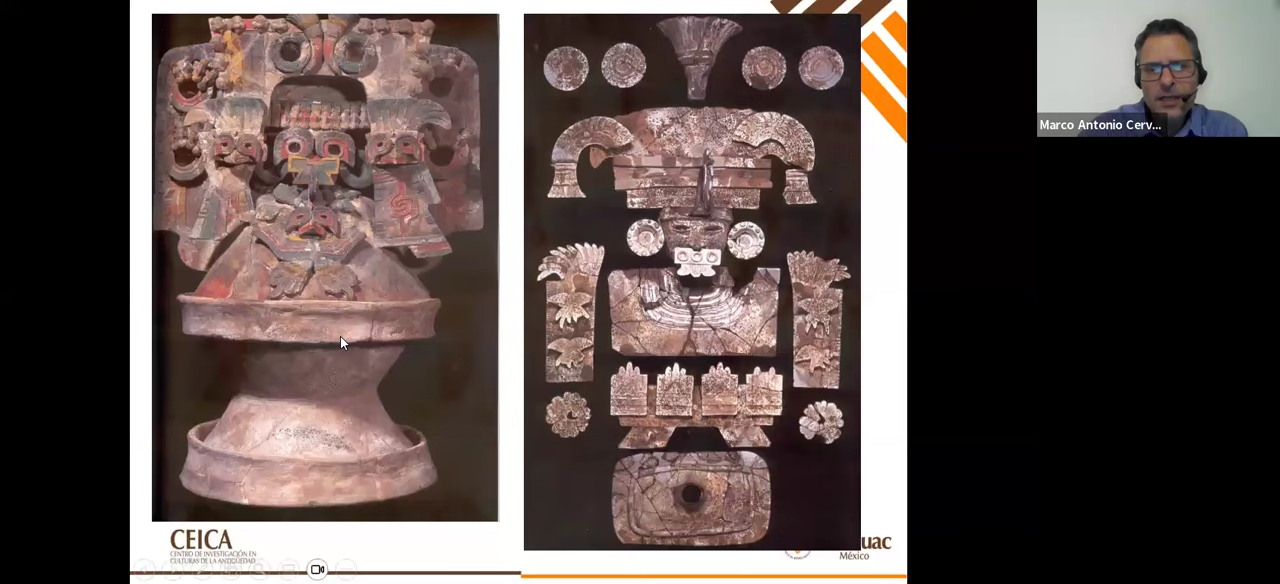 Marco Antonio Cerv...
CEICA
CENTRO DE INVESTIGACIÓN EN
CULTURAS DE LA ANTIGÜEDAD
uac
México